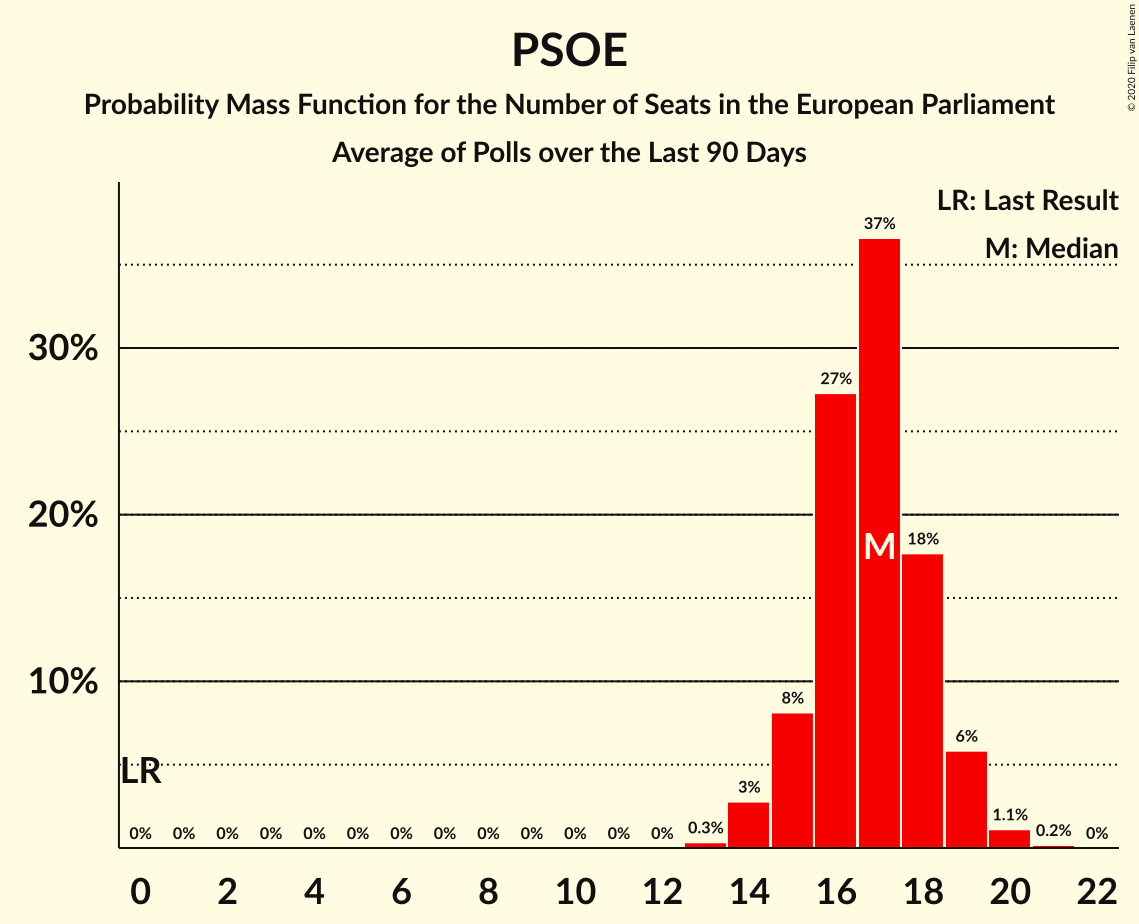 PSOE
Probability Mass Function for the Number of Seats in the European Parliament
Average of Polls over the Last 90 Days
© 2020 Filip van Laenen
LR: Last Result
M: Median
37%
30%
27%
20%
M
18%
10%
8%
6%
LR
3%
1.1%
0% 0% 0% 0% 0% 0% 0% 0% 0% 0% 0% 0% 0% 0.3% 0.2% 0%
0 2 4 6 8 10 12 14 16 18 20 22